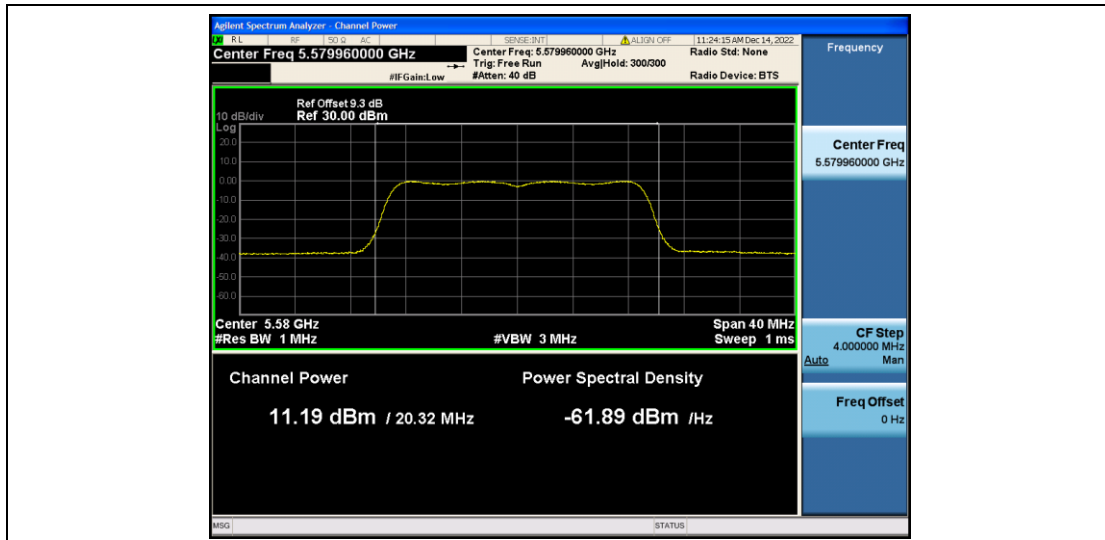 Agilent Spectrum Analyzer - Channel Power
RL RF 50 Ω AC SENSE:INT ALIGN OFF 11:24:15 AM Dec 14, 2022
Center Freq 5.579960000 GHz
Center Freq: 5.579960000 GHz
Radio Std: None
Trig: Free Run Avg|Hold: 300/300
#IFGain:Low
#Atten: 40 dB
Radio Device: BTS
Ref Offset 9.3 dB
10 dB/div Ref 30.00 dBm
Log
20.0
10.0
0.00
-10.0
-20.0
-30.0
-40.0
-50.0
-60.0
Center 5.58 GHz Span 40 MHz
#Res BW 1 MHz #VBW 3 MHz Sweep 1 ms
Channel Power Power Spectral Density
11.19 dBm / 20.32 MHz -61.89 dBm /Hz
Frequency
Center Freq
5.579960000 GHz
CF Step
4.000000 MHz
Auto Man
Freq Offset
0 Hz
MSG STATUS